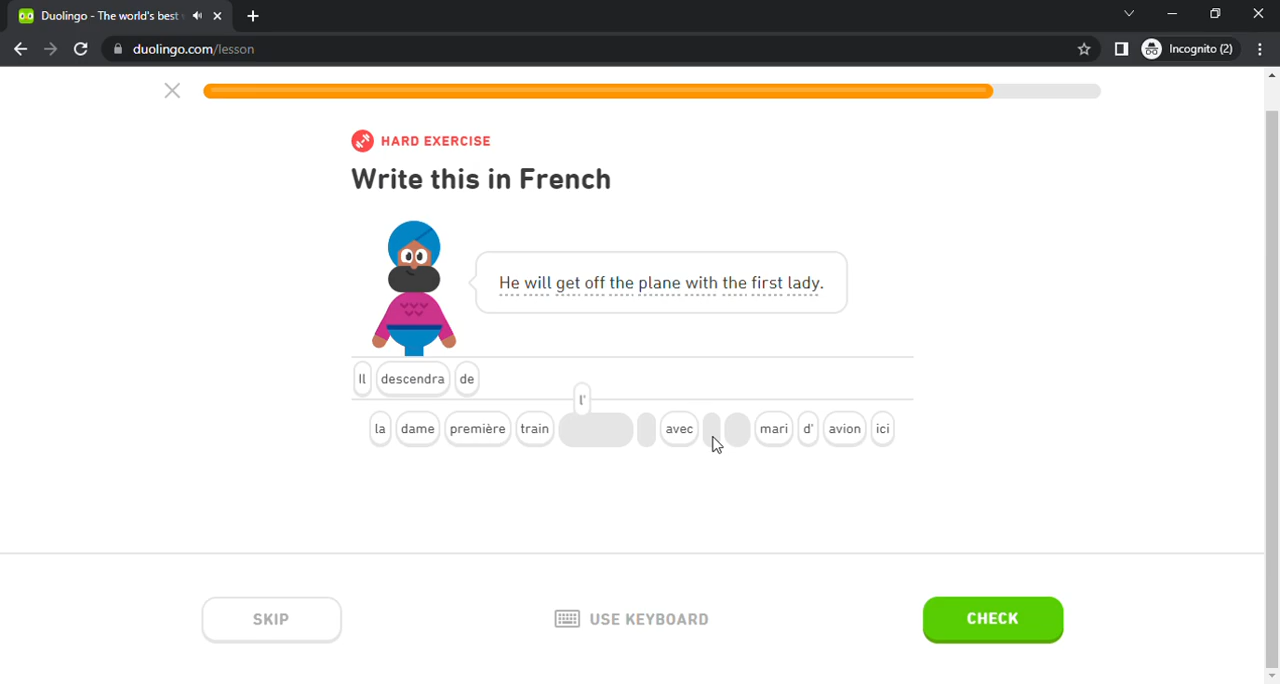 Duolingo - The world's best
duolingo.com/lesson
Incognito (2)
HARD EXERCISE
Write this in French
He will get off the plane with the first lady.
Il descendra de
l'
la dame première train avec mari d' avion ici
SKIP
USE KEYBOARD
CHECK